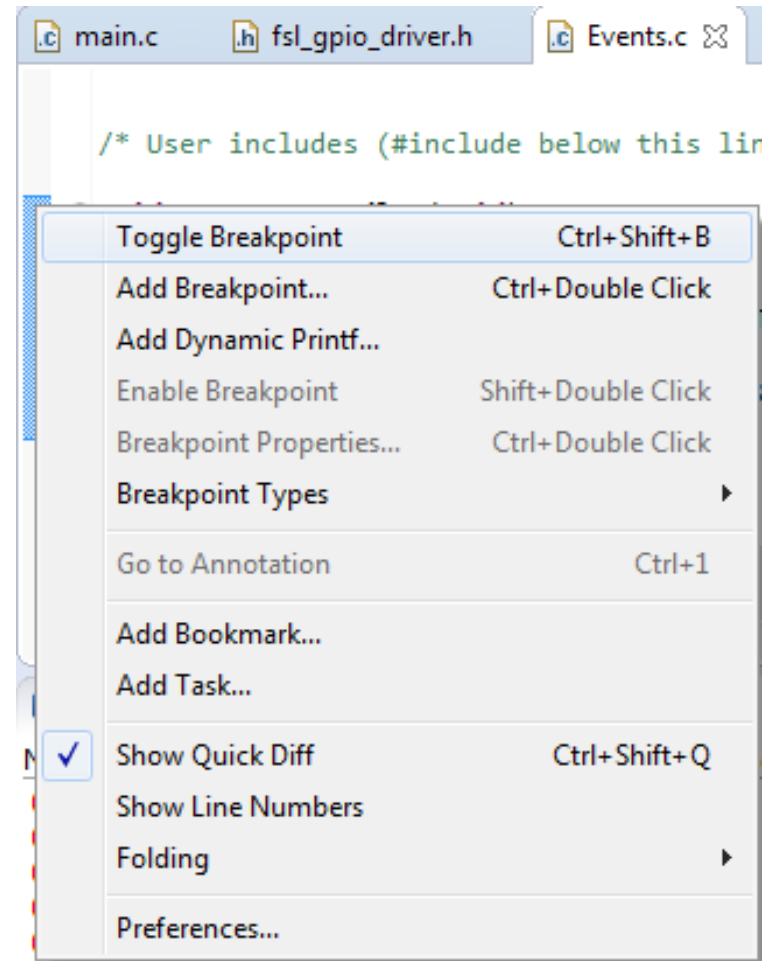 main.c fsl_gpio_driver.h Events.c
/* User includes (#include below this
Toggle Breakpoint Ctrl+Shift+B
Add Breakpoint... Ctrl+Double Click
Add Dynamic Printf...
Enable Breakpoint Shift+Double Click
Breakpoint Properties... Ctrl+Double Click
Breakpoint Types
Go to Annotation Ctrl+1
Add Bookmark...
Add Task...
Show Quick Diff Ctrl+Shift+Q
Show Line Numbers
Folding
Preferences...